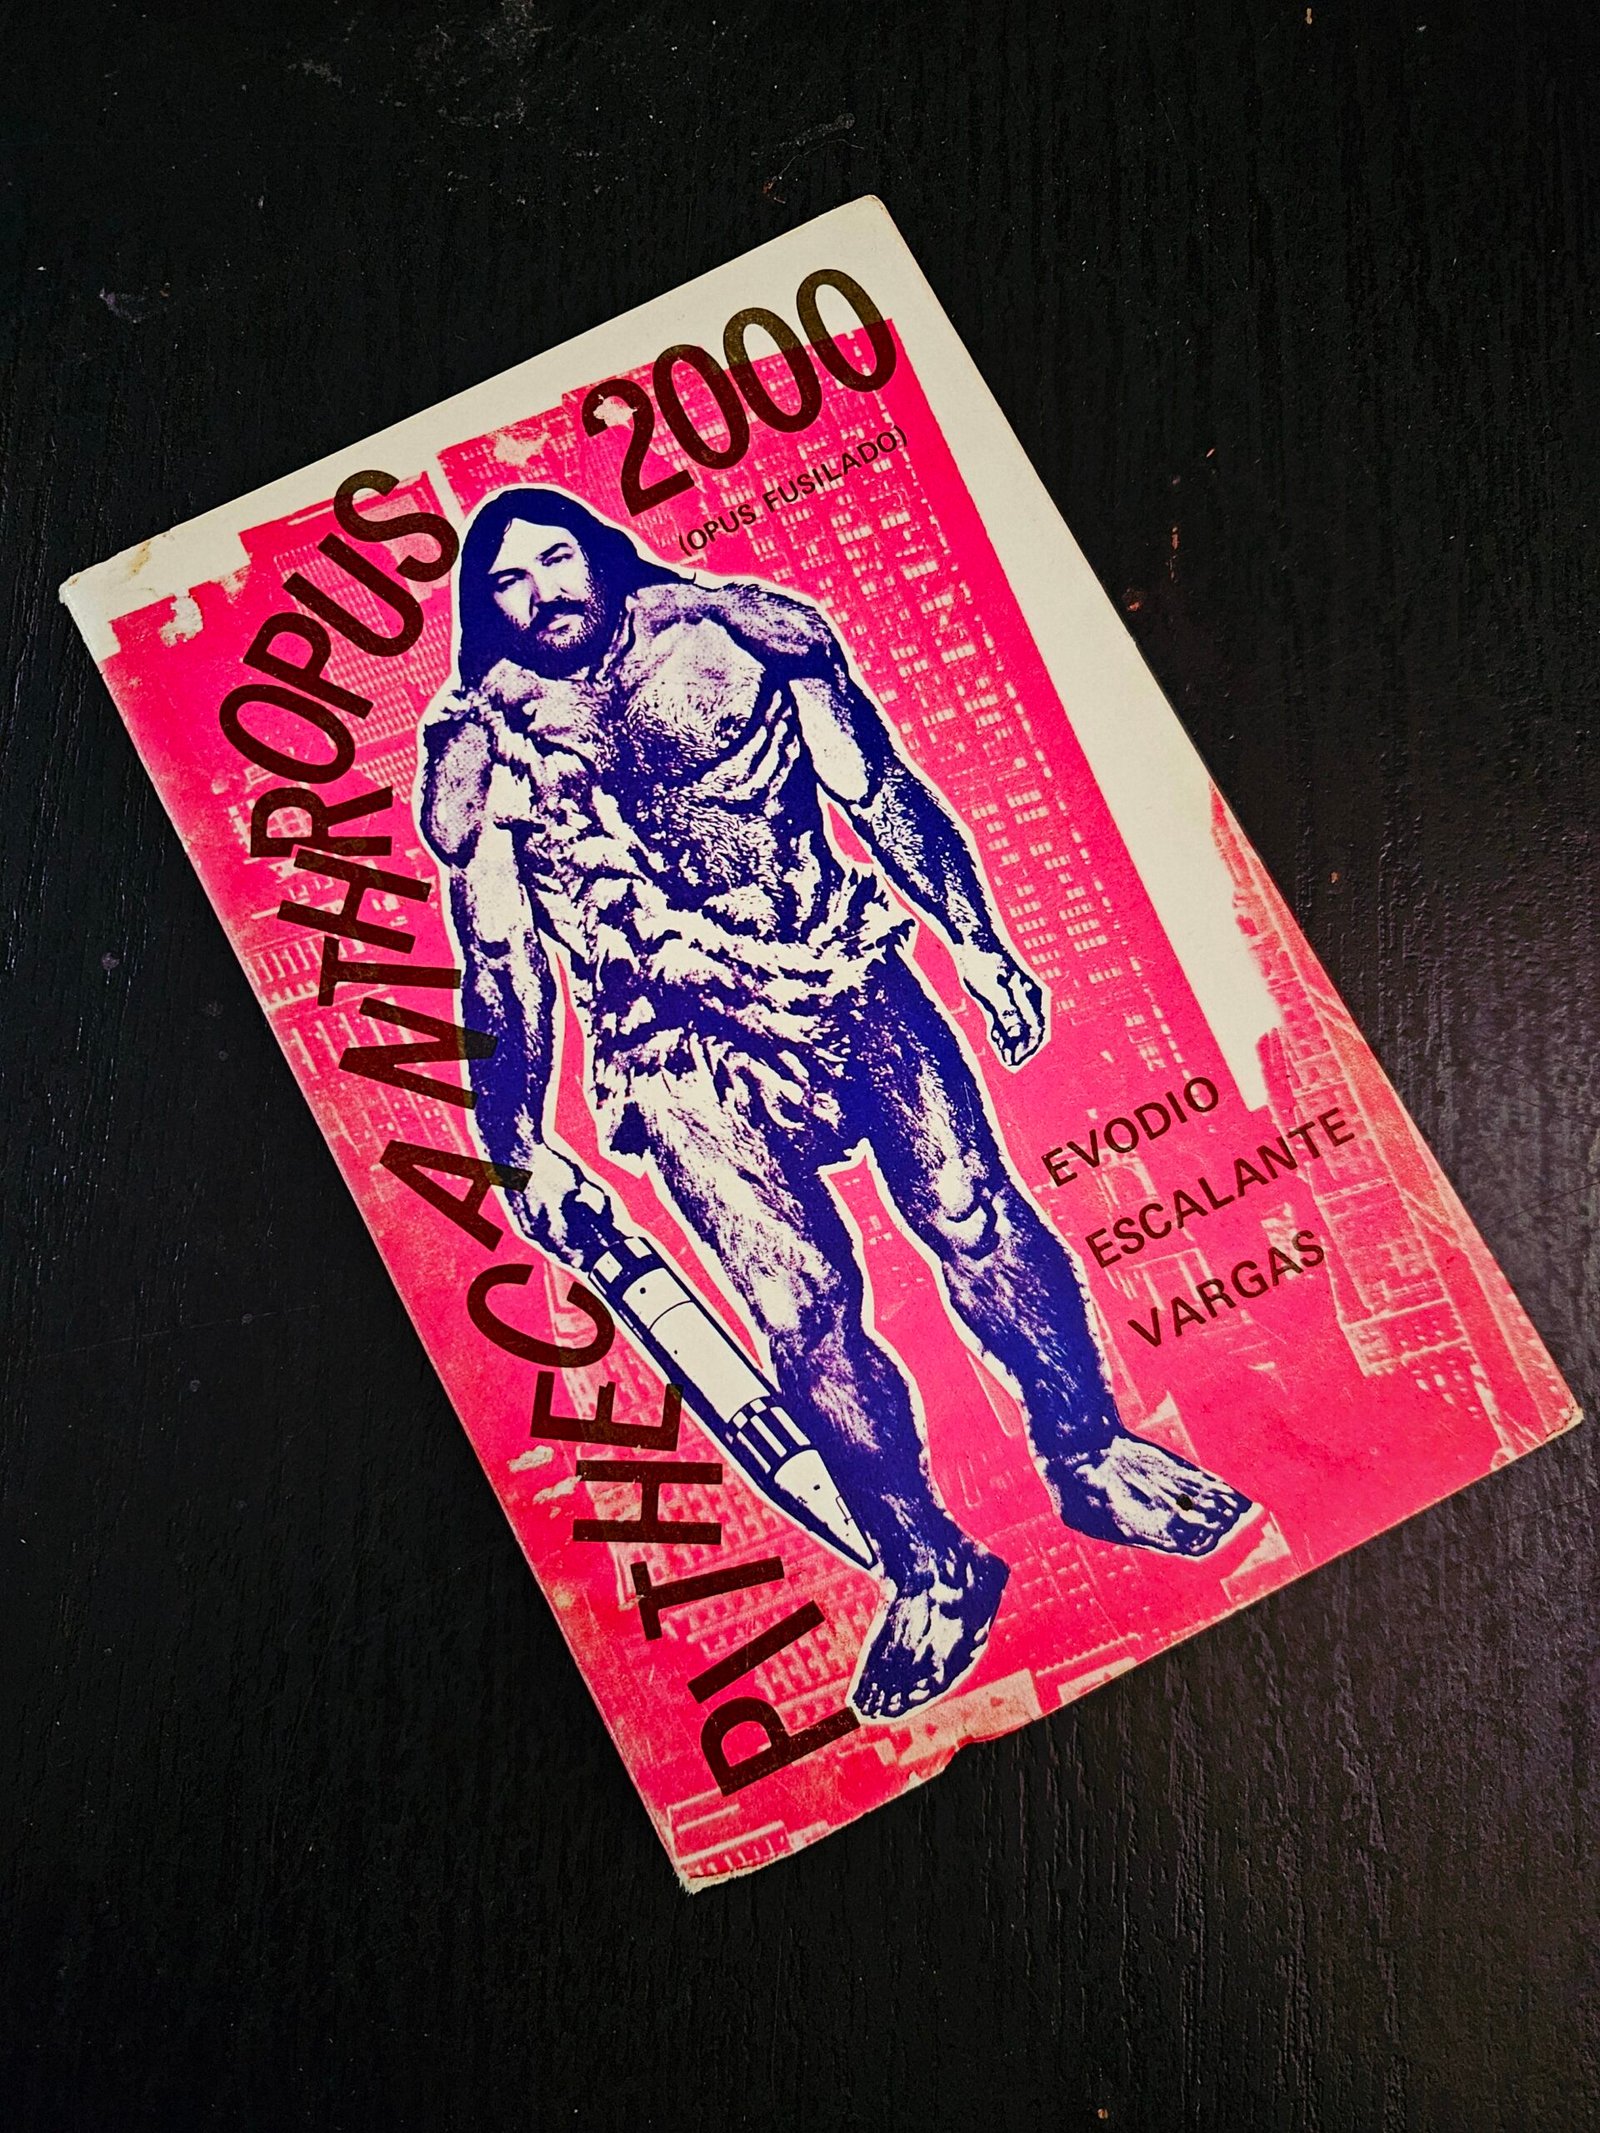 PITHECANTHROPUS 2000
(OPUS FUSILADO)
EVODIO
ESCALANTE
VARGAS